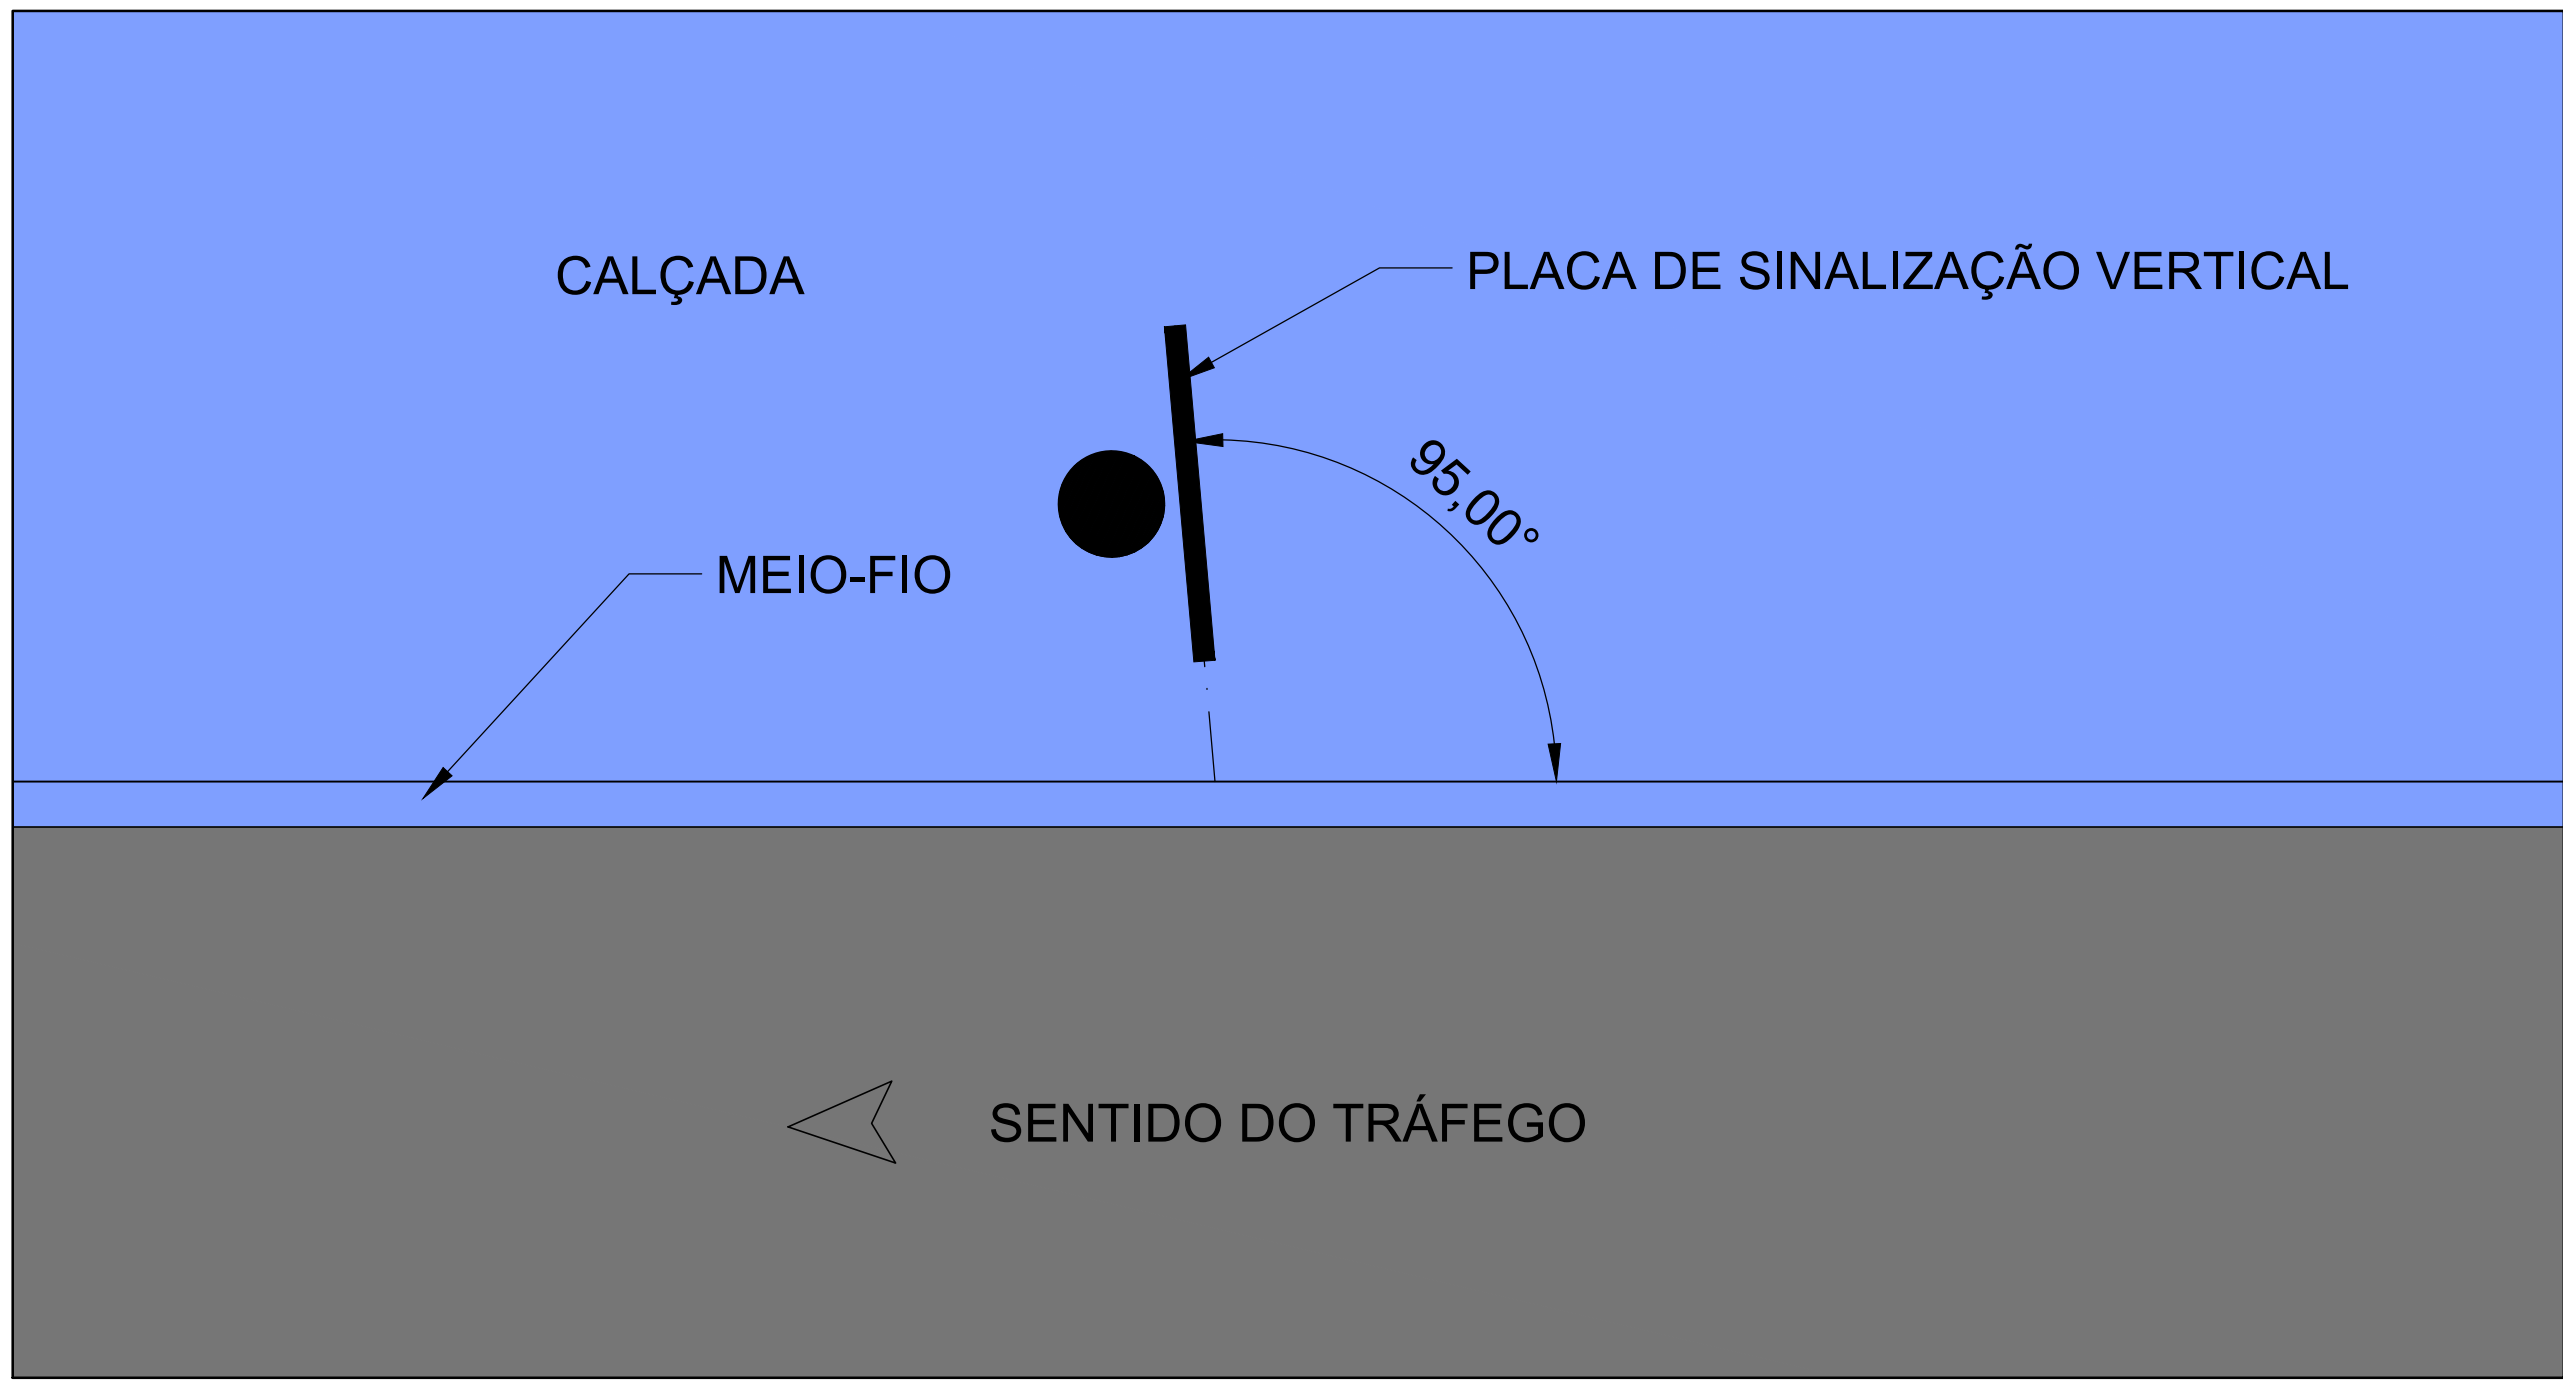 CALÇADA
PLACA DE SINALIZAÇÃO VERTICAL
95,00°
MEIO-FIO
SENTIDO DO TRÁFEGO